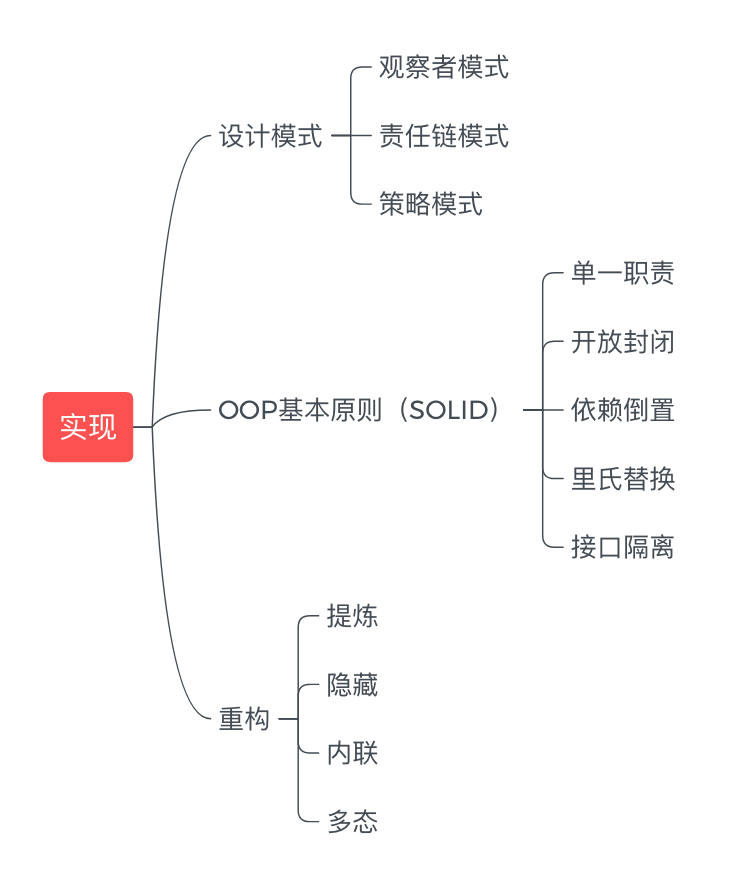 实现
设计模式
观察者模式
责任链模式
策略模式
OOP基本原则（SOLID）
单一职责
开放封闭
依赖倒置
里氏替换
接口隔离
重构
提炼
隐藏
内联
多态